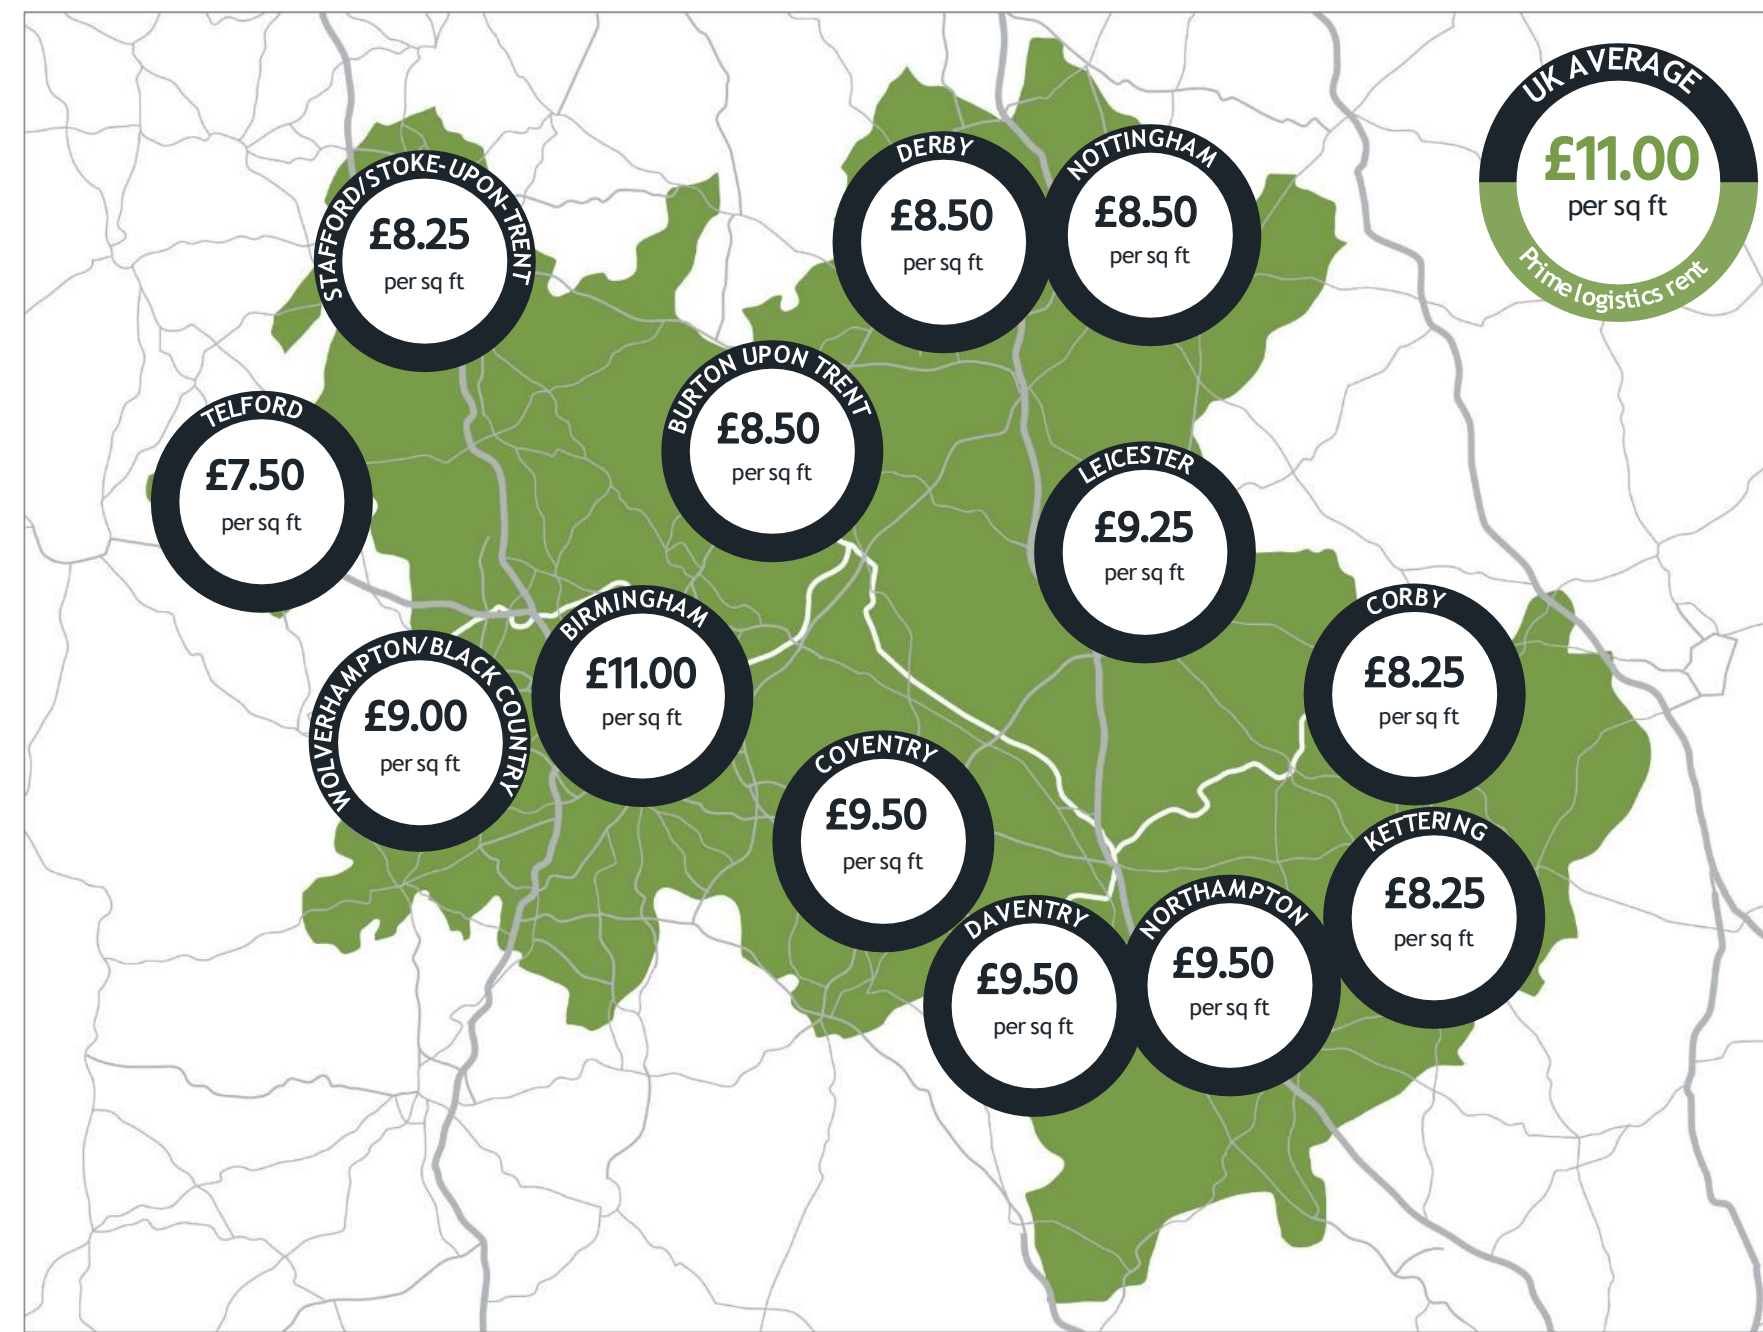 UK AVERAGE
£11.00
per sq ft
Prime logistics rent
DERBY
£8.50
per sq ft
NOTTINGHAM
£8.50
per sq ft
STAFFORD/STOKE-UPON-TRENT
£8.25
per sq ft
BURTON UPON TRENT
£8.50
per sq ft
TELFORD
£7.50
per sq ft
LEICESTER
£9.25
per sq ft
BIRMINGHAM
£11.00
per sq ft
CORBY
£8.25
per sq ft
WOLVERHAMPTON/BLACK COUNTRY
£9.00
per sq ft
COVENTRY
£9.50
per sq ft
KETTERING
£8.25
per sq ft
DAVENTRY
£9.50
per sq ft
NORTHAMPTON
£9.50
per sq ft